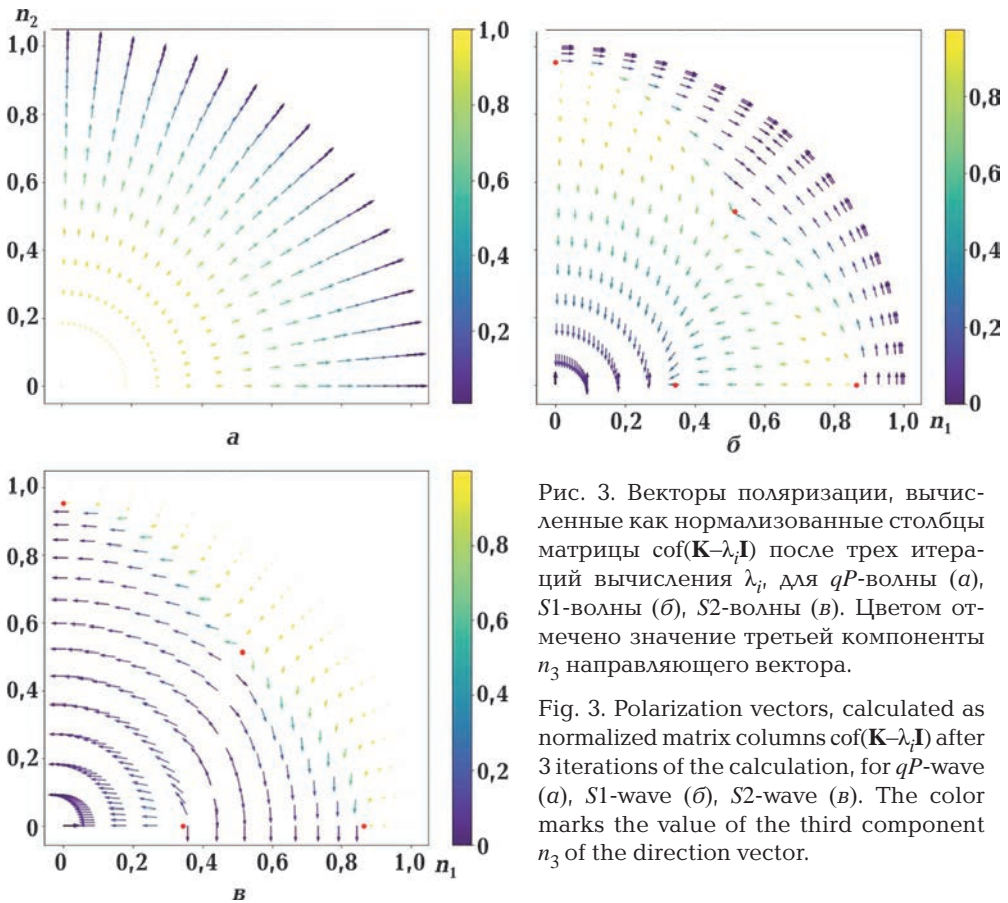 n₂
1,0
0,8
0,6
0,4
0,2
0
1,0
0,8
0,6
0,4
0,2
а
0,8
0,6
0,4
0,2
0
0 0,2 0,4 0,6 0,8 1,0 n₁
б
1,0
0,8
0,6
0,4
0,2
0
0 0,2 0,4 0,6 0,8 1,0 n₁
0,8
0,6
0,4
0,2
0
в
Рис. 3. Векторы поляризации, вычис-
ленные как нормализованные столбцы
матрицы cof(K–λᵢI) после трех итера-
ций вычисления λᵢ, для qP-волны (а),
S1-волны (б), S2-волны (в). Цветом от-
мечено значение третьей компоненты
n₃ направляющего вектора.
Fig. 3. Polarization vectors, calculated as
normalized matrix columns cof(K–λᵢI) after
3 iterations of the calculation, for qP-wave
(а), S1-wave (б), S2-wave (в). The color
marks the value of the third component
n₃ of the direction vector.